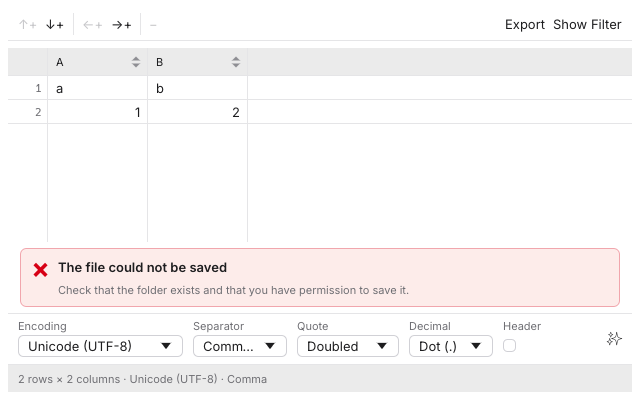 ↑+ ↓+ ←+ →+ − Export Show Filter
A B
1 a b
2 1 2
The file could not be saved
Check that the folder exists and that you have permission to save it.
Encoding Separator Quote Decimal Header
Unicode (UTF-8) Comm... Doubled Dot (.)
2 rows × 2 columns · Unicode (UTF-8) · Comma